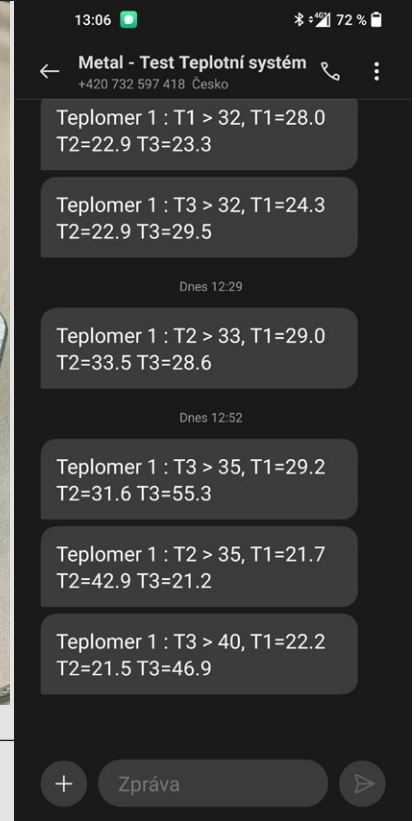 13:06 4G 72 %
Metal - Test Teplotní systém
+420 732 597 418 Česko
Teplomer 1 : T1 > 32, T1=28.0
T2=22.9 T3=23.3
Teplomer 1 : T3 > 32, T1=24.3
T2=22.9 T3=29.5
Dnes 12:29
Teplomer 1 : T2 > 33, T1=29.0
T2=33.5 T3=28.6
Dnes 12:52
Teplomer 1 : T3 > 35, T1=29.2
T2=31.6 T3=55.3
Teplomer 1 : T2 > 35, T1=21.7
T2=42.9 T3=21.2
Teplomer 1 : T3 > 40, T1=22.2
T2=21.5 T3=46.9
Zpráva